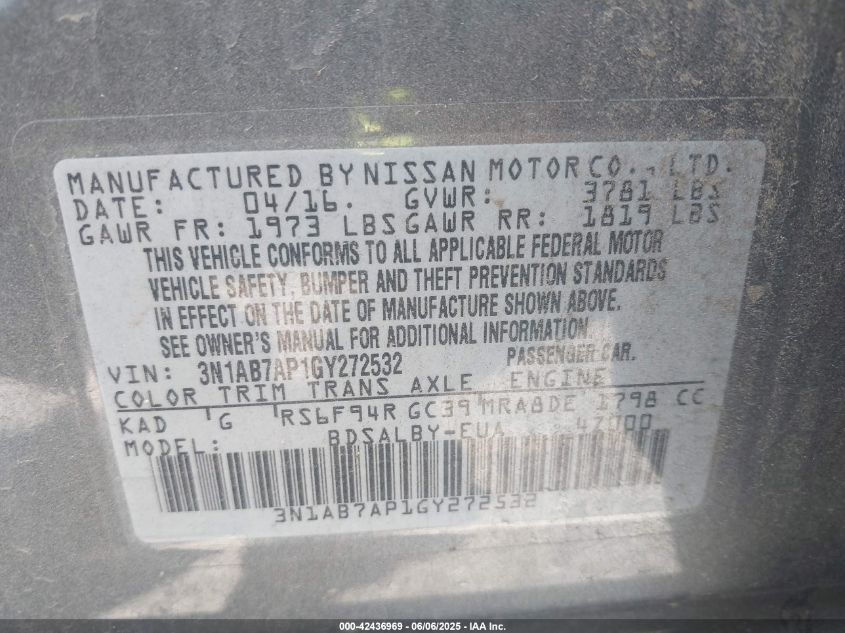 MANUFACTURED BY NISSAN MOTOR CO., LTD.
DATE: 04/16. GVWR: 3781 LBS
GAWR FR: 1973 LBS GAWR RR: 1819 LBS
THIS VEHICLE CONFORMS TO ALL APPLICABLE FEDERAL MOTOR
VEHICLE SAFETY, BUMPER AND THEFT PREVENTION STANDARDS
IN EFFECT ON THE DATE OF MANUFACTURE SHOWN ABOVE.
SEE OWNER'S MANUAL FOR ADDITIONAL INFORMATION
VIN: 3N1AB7AP1GY272532 PASSENGER CAR.
COLOR TRIM TRANS AXLE ENGINE
KAD G RS6F94R GC39 MRA8DE 1798 CC
MODEL: BDSALBY-EUA 47000
3N1AB7AP1GY272532
000-42436969 | 06/06/2025 - IAA Inc.